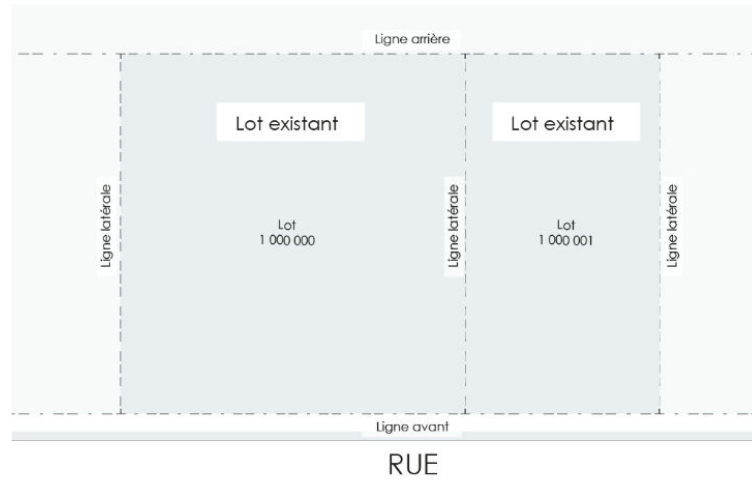 Ligne arrière
Lot existant
Lot existant
Ligne latérale
Lot
1 000 000
Ligne latérale
Lot
1 000 001
Ligne latérale
Ligne avant
RUE